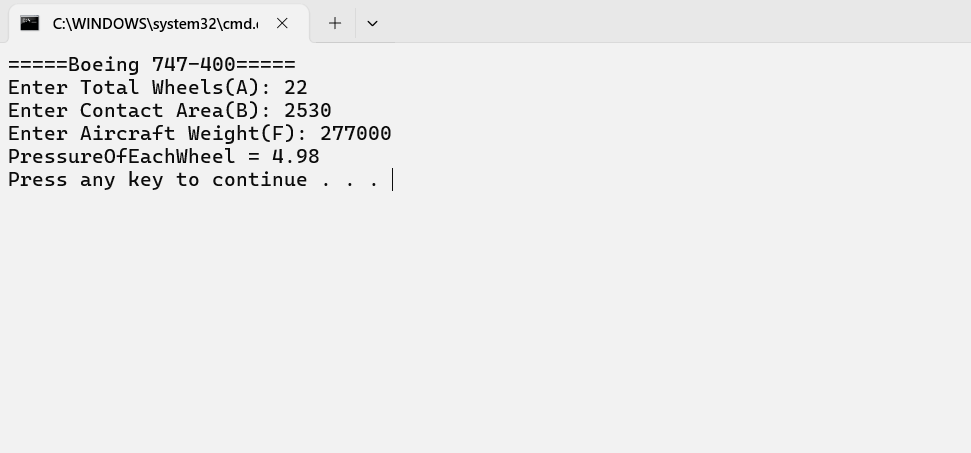 C:\WINDOWS\system32\cmd.
=====Boeing 747-400=====
Enter Total Wheels(A): 22
Enter Contact Area(B): 2530
Enter Aircraft Weight(F): 277000
PressureOfEachWheel = 4.98
Press any key to continue . . .